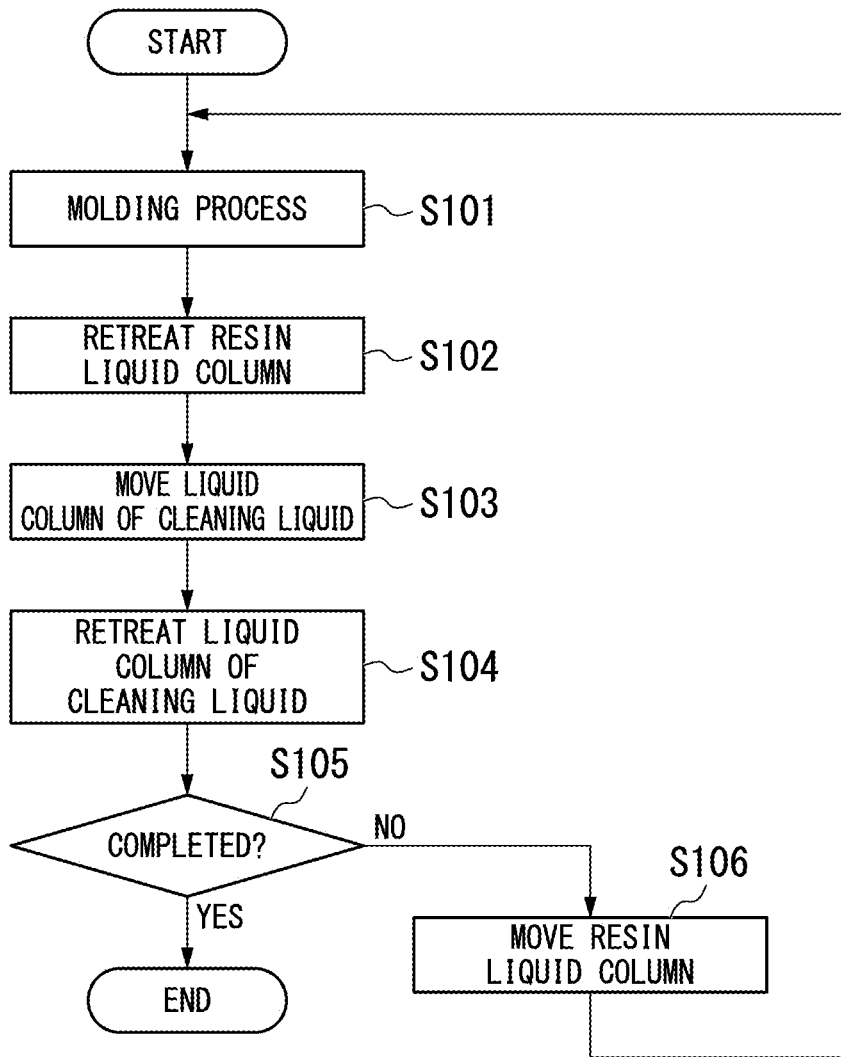 START
MOLDING PROCESS
S101
RETREAT RESIN
LIQUID COLUMN
S102
MOVE LIQUID
COLUMN OF CLEANING LIQUID
S103
RETREAT LIQUID
COLUMN OF
CLEANING LIQUID
S104
S105
COMPLETED?
NO
YES
S106
MOVE RESIN
LIQUID COLUMN
END